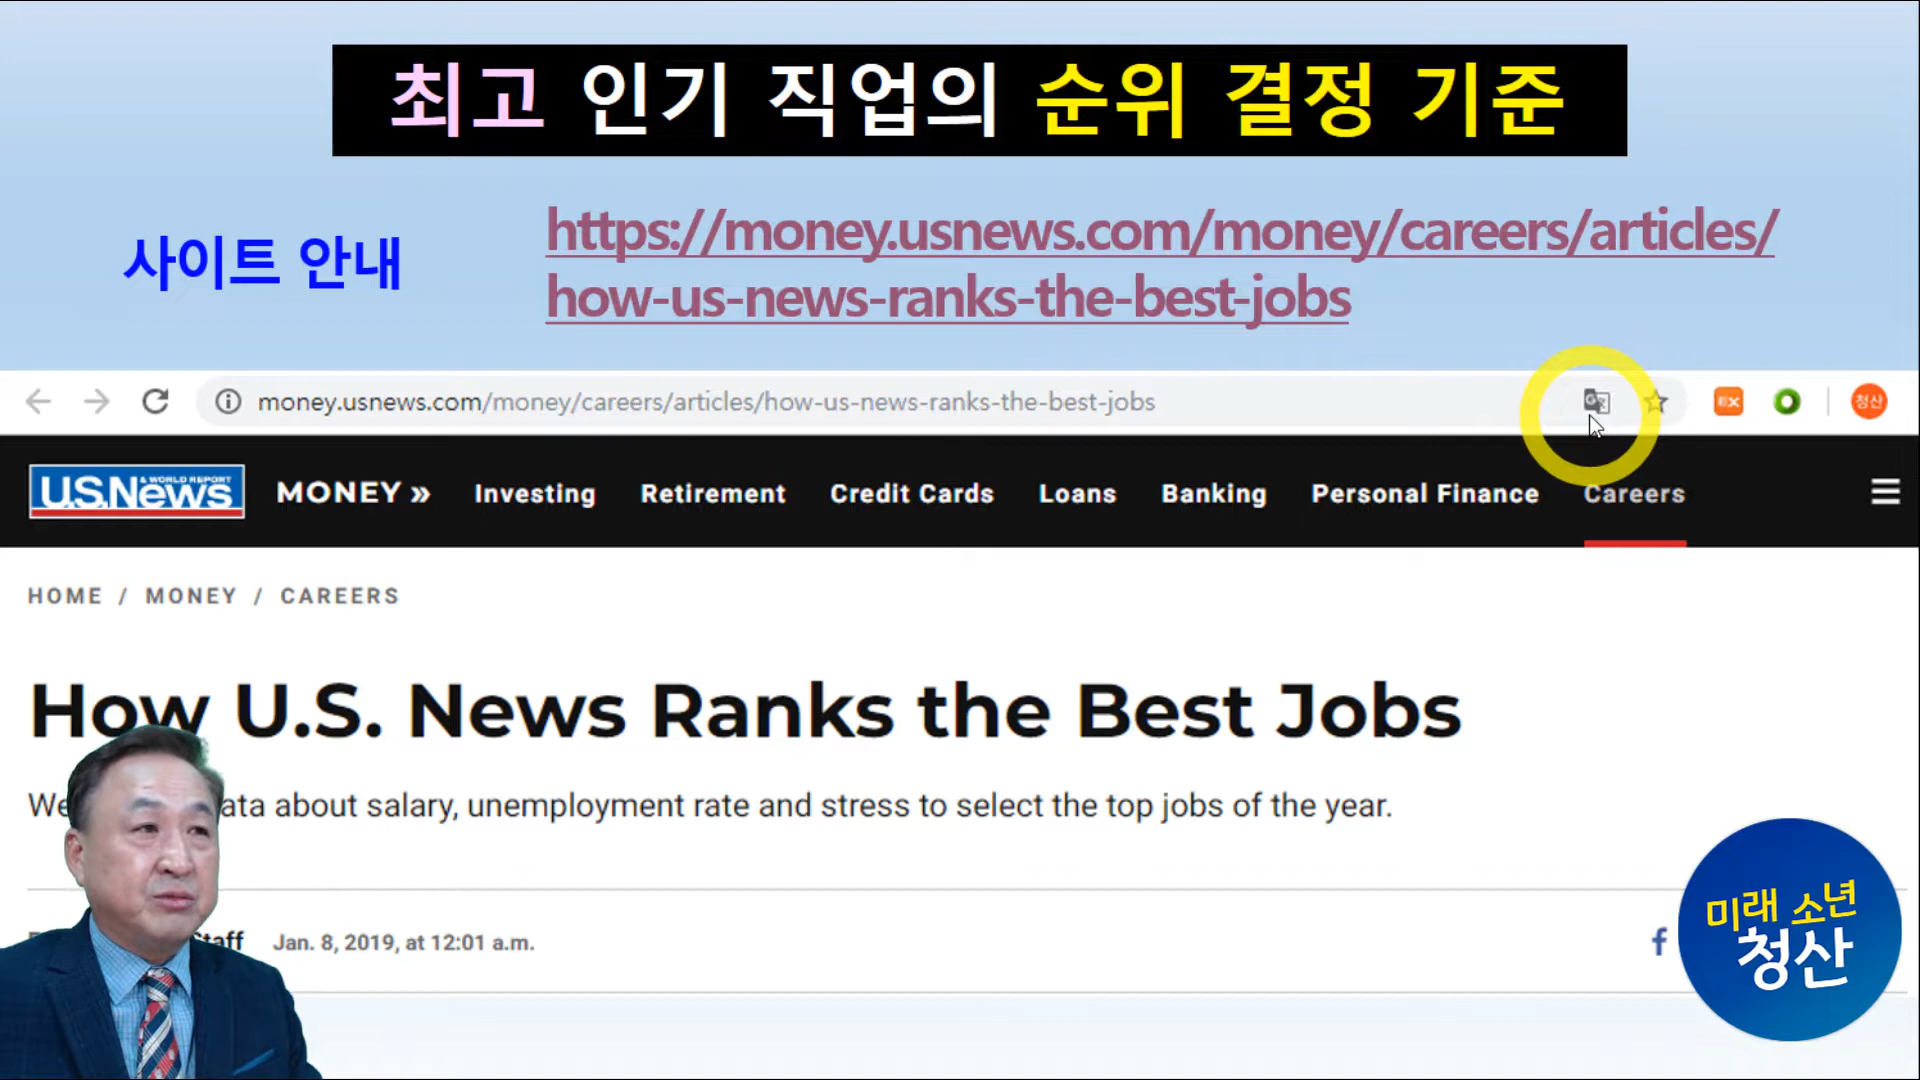 최고 인기 직업의 순위 결정 기준
사이트 안내
https://money.usnews.com/money/careers/articles/
how-us-news-ranks-the-best-jobs
money.usnews.com/money/careers/articles/how-us-news-ranks-the-best-jobs
청산
U.S.News & WORLD REPORT
MONEY » Investing Retirement Credit Cards Loans Banking Personal Finance Careers
HOME / MONEY / CAREERS
How U.S. News Ranks the Best Jobs
We ata about salary, unemployment rate and stress to select the top jobs of the year.
Staff Jan. 8, 2019, at 12:01 a.m.
f
미래 소년
청산